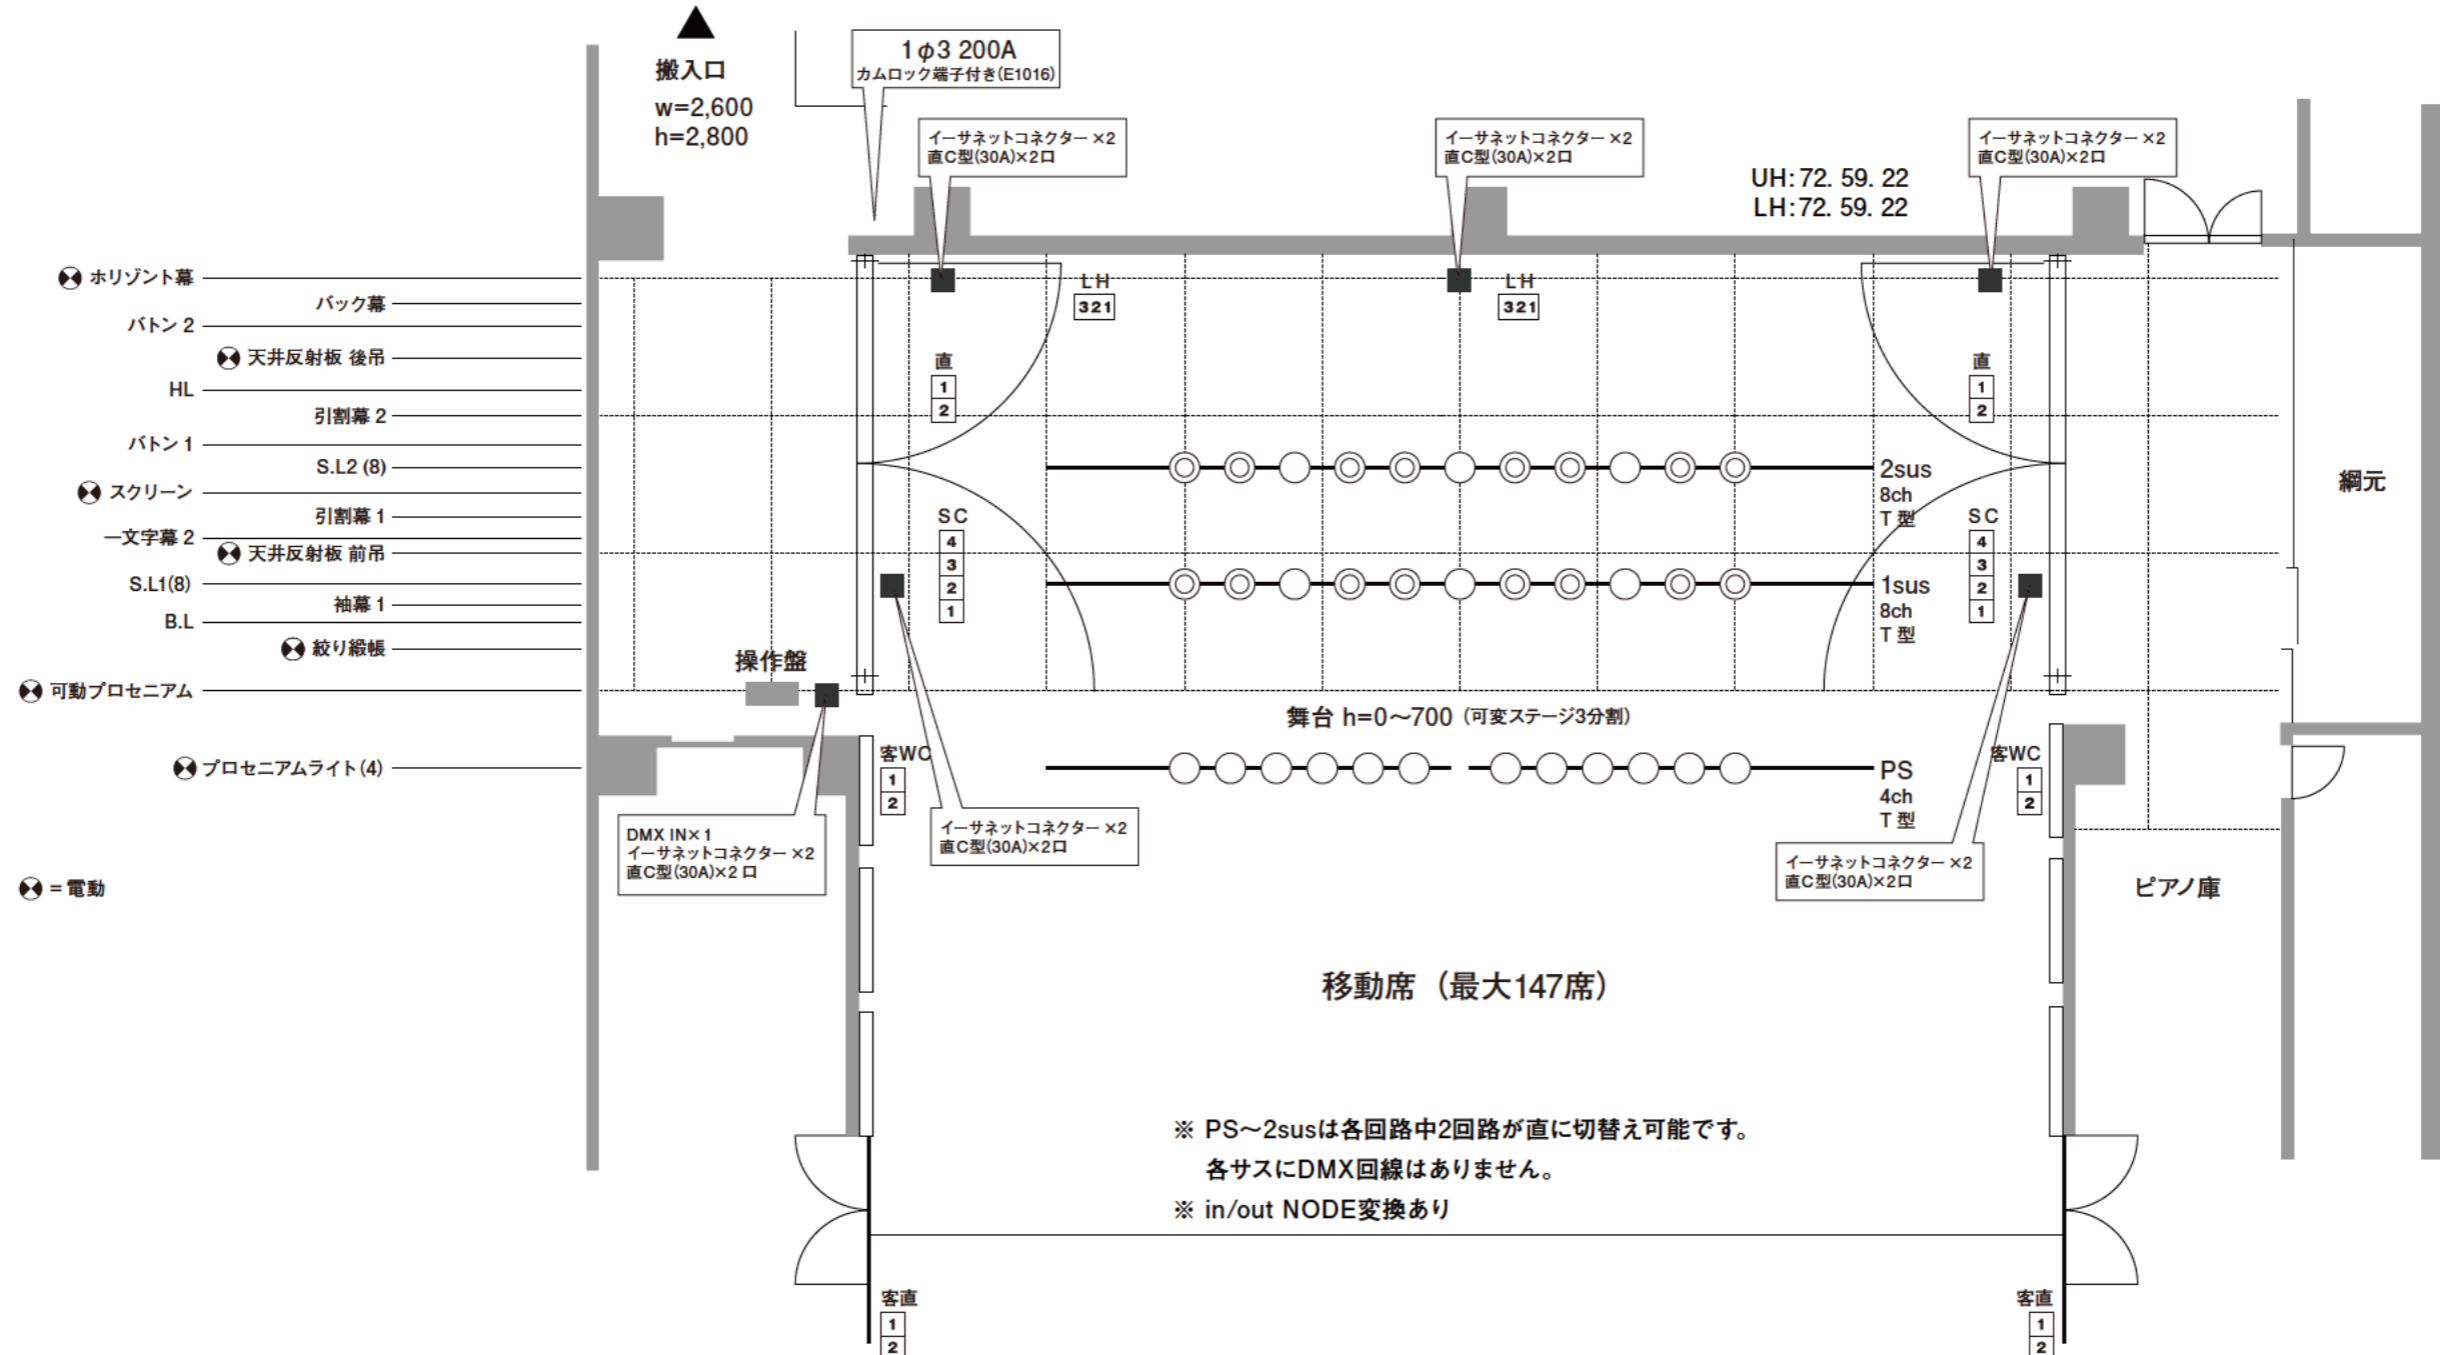 搬入口
w=2,600
h=2,800
1φ3 200A
カムロック端子付き(E1016)
イーサネットコネクター ×2
直C型(30A)×2口
イーサネットコネクター ×2
直C型(30A)×2口
イーサネットコネクター ×2
直C型(30A)×2口
UH:72. 59. 22
LH:72. 59. 22
ホリゾント幕
バック幕
バトン 2
天井反射板 後吊
HL
引割幕 2
バトン 1
S.L2 (8)
スクリーン
引割幕 1
一文字幕 2
天井反射板 前吊
S.L1(8)
袖幕 1
B.L
絞り緞帳
可動プロセニアム
プロセニアムライト(4)
=電動
LH
321
LH
321
直
1
2
直
1
2
2sus
8ch
T 型
SC
4
3
2
1
SC
4
3
2
1
1sus
8ch
T 型
綱元
操作盤
舞台 h=0〜700 (可変ステージ3分割)
客WC
1
2
PS
4ch
T 型
客WC
1
2
DMX IN×1
イーサネットコネクター ×2
直C型(30A)×2 口
イーサネットコネクター ×2
直C型(30A)×2口
イーサネットコネクター ×2
直C型(30A)×2口
ピアノ庫
移動席（最大147席）
※ PS〜2susは各回路中2回路が直に切替え可能です。
各サスにDMX回線はありません。
※ in/out NODE変換あり
客直
1
2
客直
1
2